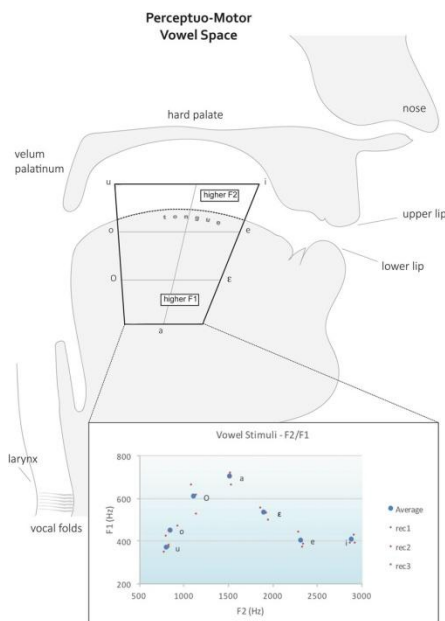 Perceptuo-Motor
Vowel Space
nose
hard palate
velum
palatinum
u
i
higher F2
tongue
upper lip
o
e
lower lip
O
ε
higher F1
a
larynx
vocal folds
Vowel Stimuli - F2/F1
F1 (Hz)
800
600
400
200
a
O
ε
o
u
e
i
Average
rec1
rec2
rec3
500 1000 1500 2000 2500 3000
F2 (Hz)